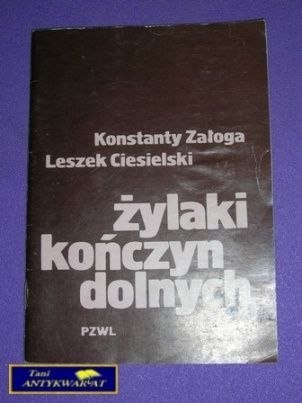 Konstanty Załoga
Leszek Ciesielski
żylaki
kończyn
dolnych
PZWL
Tani
ANTYKWARIAT